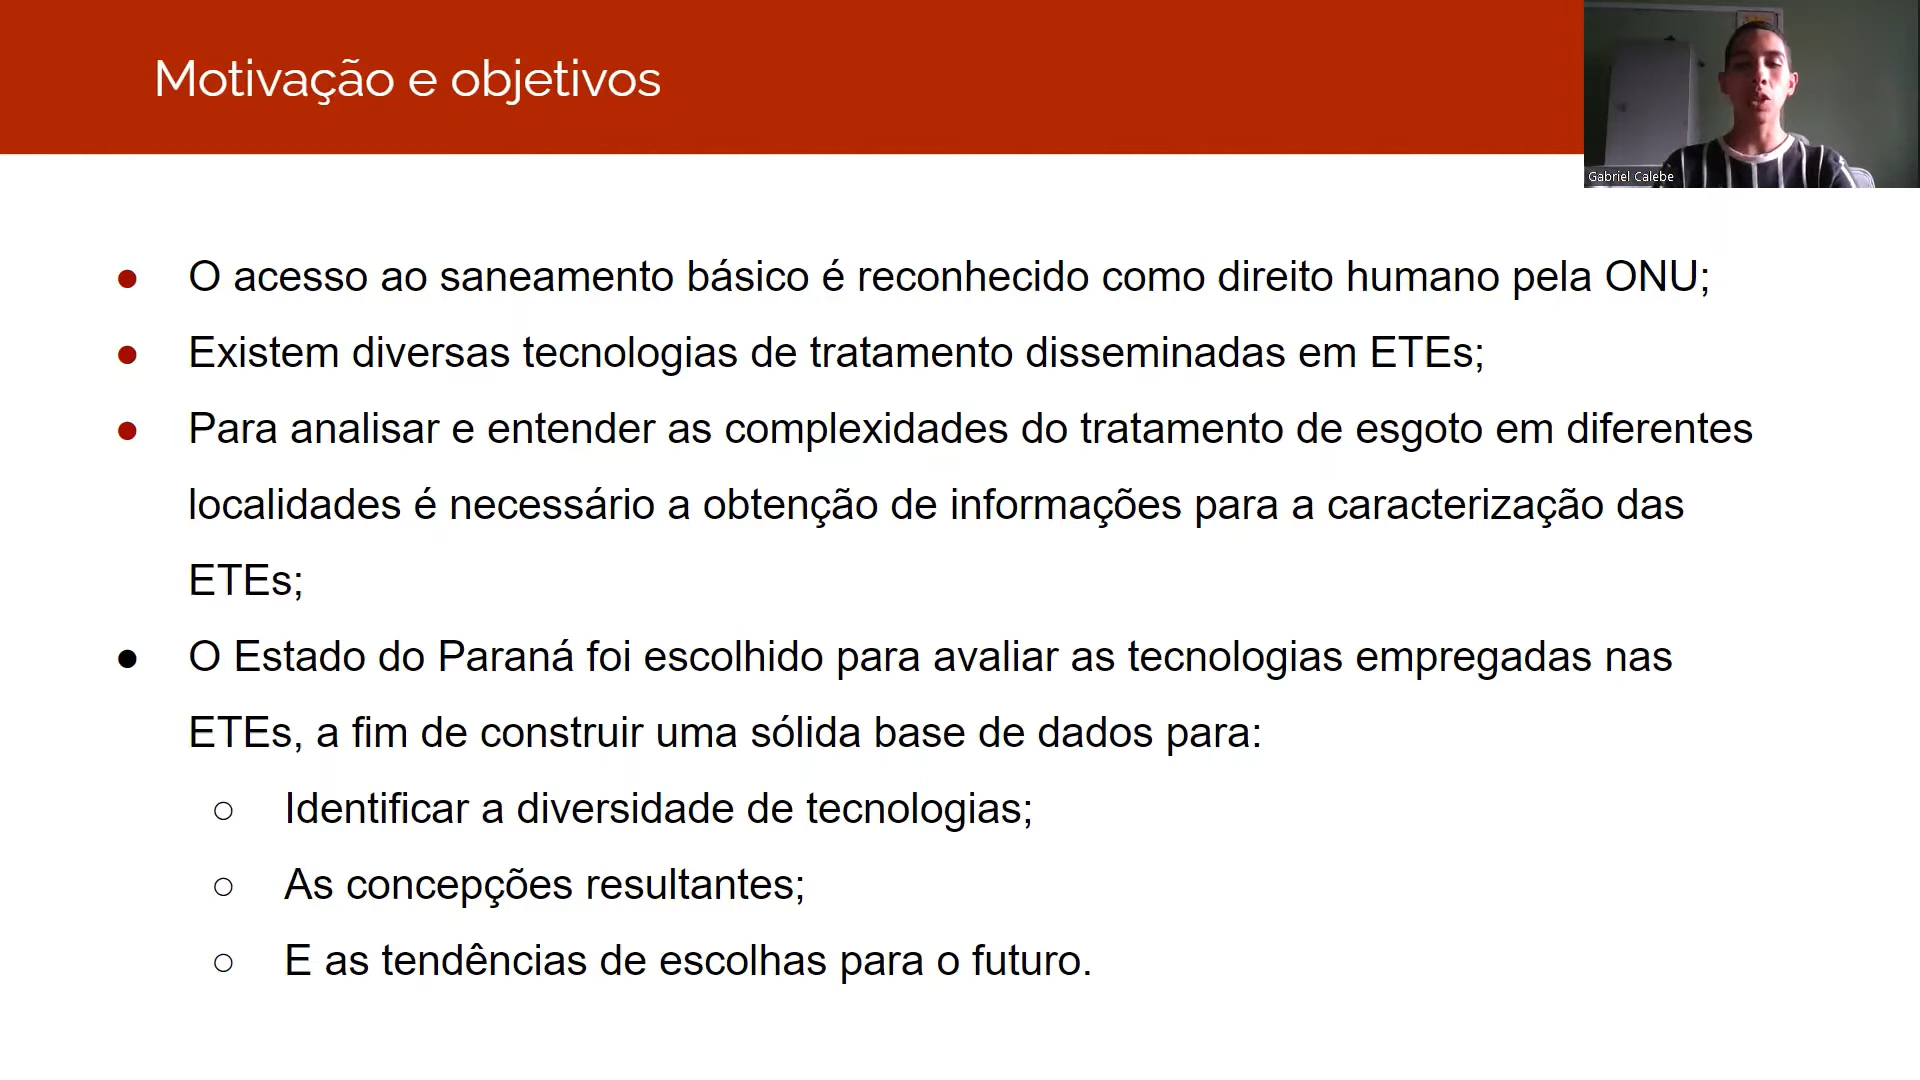 Motivação e objetivos
Gabriel Calebe
● O acesso ao saneamento básico é reconhecido como direito humano pela ONU;
● Existem diversas tecnologias de tratamento disseminadas em ETEs;
● Para analisar e entender as complexidades do tratamento de esgoto em diferentes
localidades é necessário a obtenção de informações para a caracterização das
ETEs;
● O Estado do Paraná foi escolhido para avaliar as tecnologias empregadas nas
ETEs, a fim de construir uma sólida base de dados para:
○ Identificar a diversidade de tecnologias;
○ As concepções resultantes;
○ E as tendências de escolhas para o futuro.